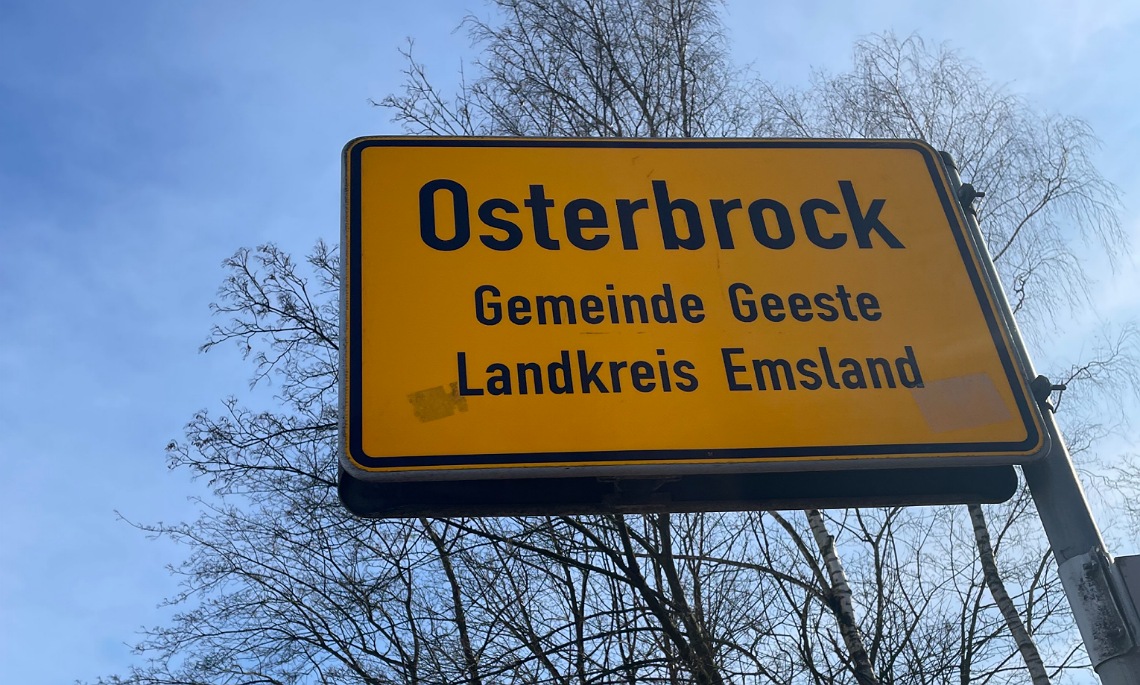 Osterbrock
Gemeinde Geeste
Landkreis Emsland